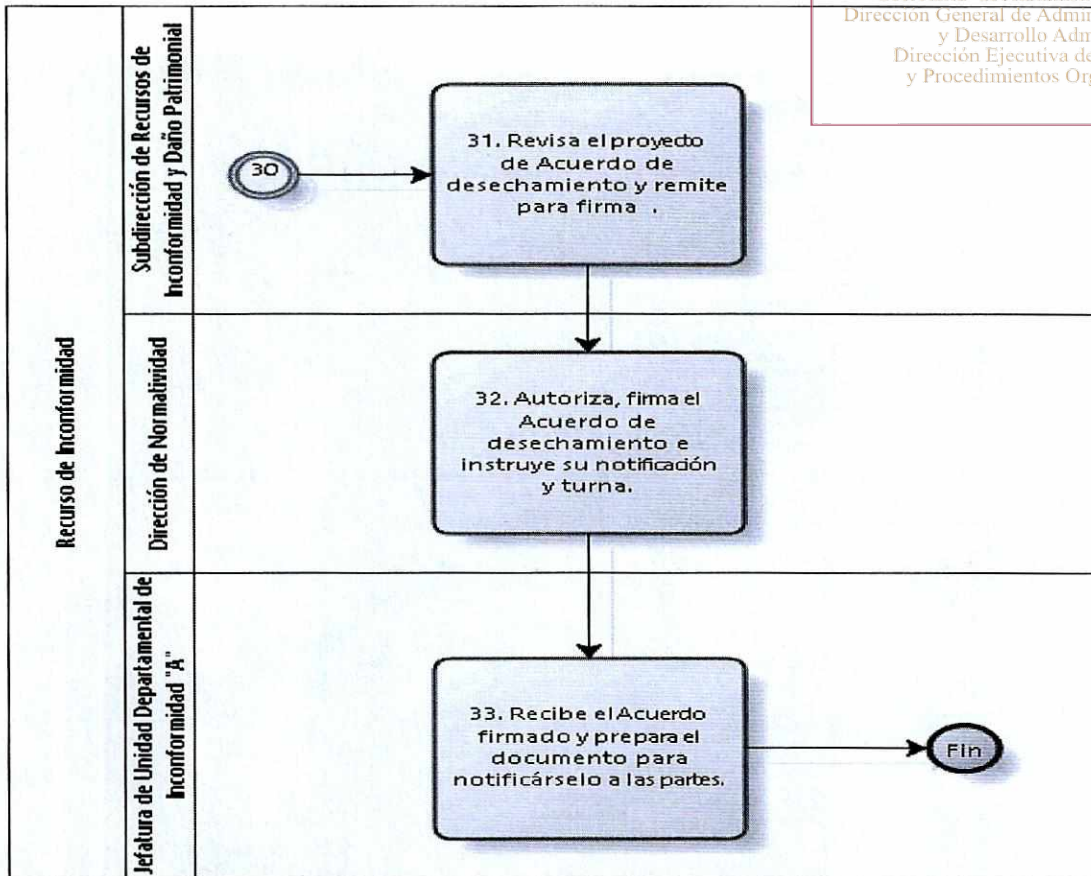 Dirección General de Admin
y Desarrollo Adm
Dirección Ejecutiva de
y Procedimientos Org
Recurso de Inconformidad
Subdirección de Recursos de
Inconformidad y Daño Patrimonial
30
31. Revisa el proyecto
de Acuerdo de
desechamiento y remite
para firma .
Dirección de Normatividad
32. Autoriza, firma el
Acuerdo de
desechamiento e
instruye su notificación
y turna.
Jefatura de Unidad Departamental de
Inconformidad "A"
33. Recibe el Acuerdo
firmado y prepara el
documento para
notificárselo a las partes.
Fin